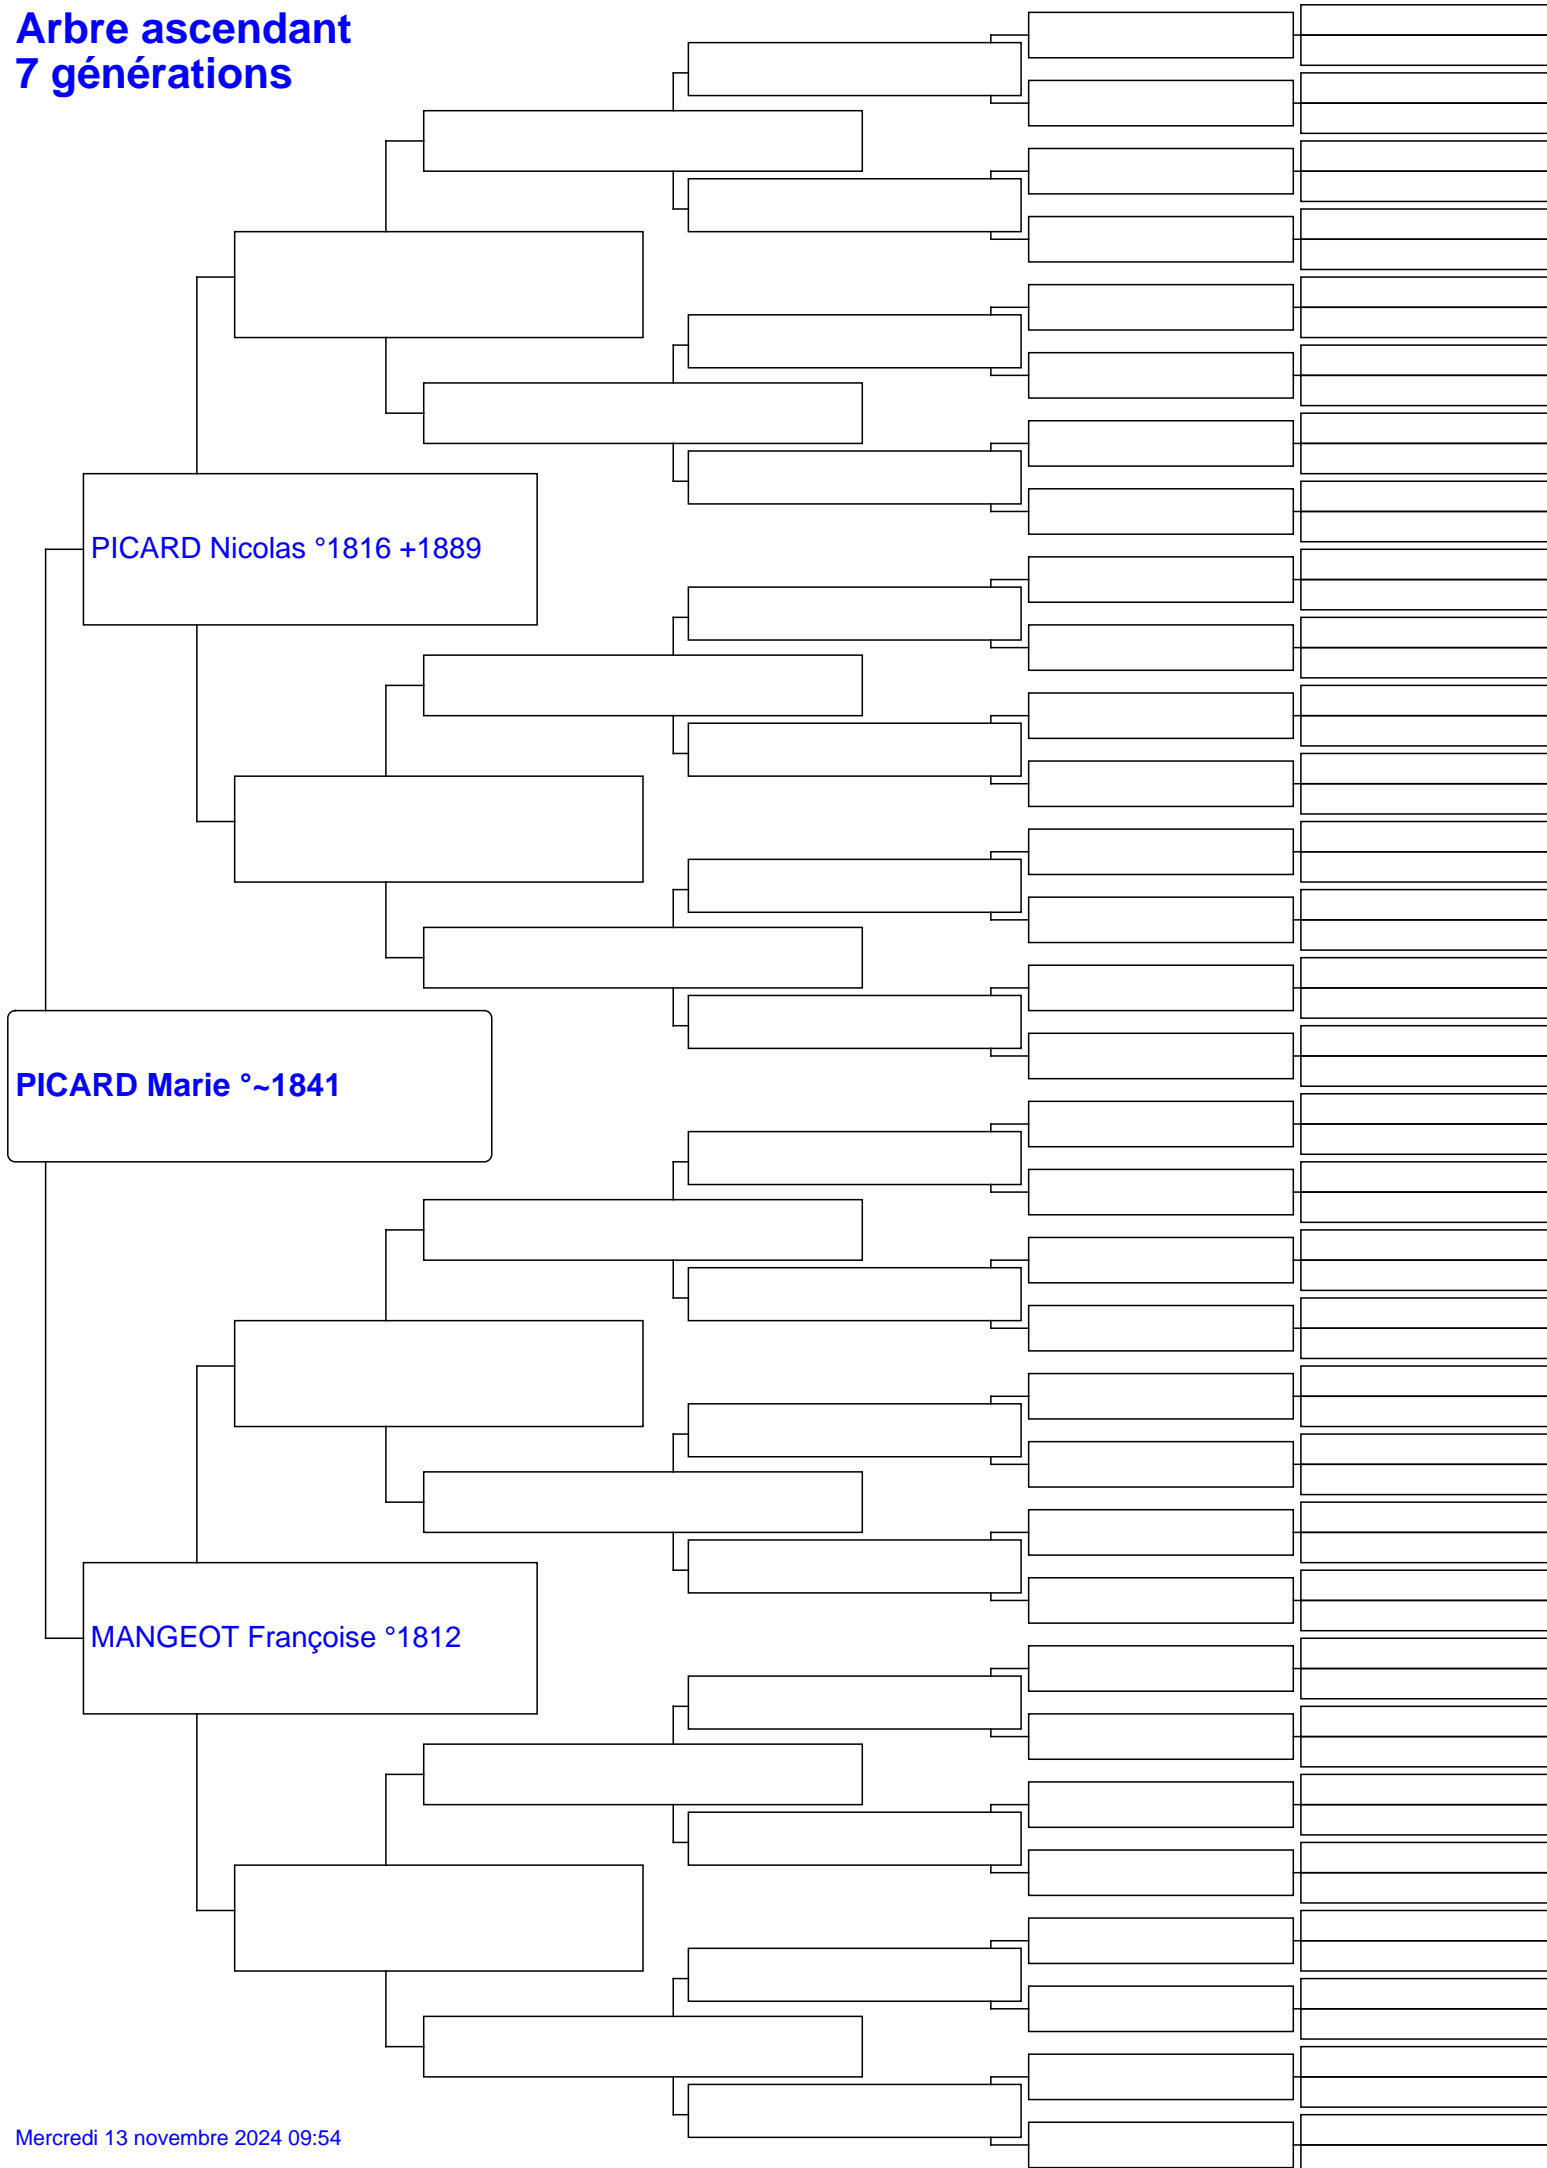 Arbre ascendant
7 générations
PICARD Nicolas °1816 +1889
PICARD Marie °~1841
MANGEOT Françoise °1812
Mercredi 13 novembre 2024 09:54